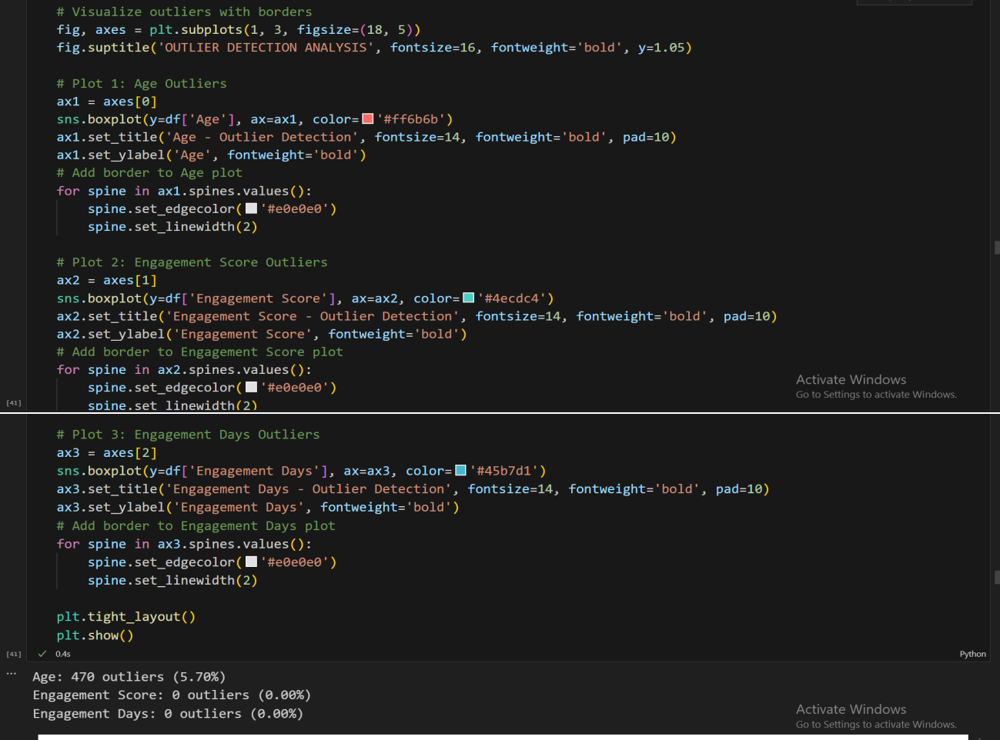 # Visualize outliers with borders
fig, axes = plt.subplots(1, 3, figsize=(18, 5))
fig.suptitle('OUTLIER DETECTION ANALYSIS', fontsize=16, fontweight='bold', y=1.05)
# Plot 1: Age Outliers
ax1 = axes[0]
sns.boxplot(y=df['Age'], ax=ax1, color='#ff6b6b')
ax1.set_title('Age - Outlier Detection', fontsize=14, fontweight='bold', pad=10)
ax1.set_ylabel('Age', fontweight='bold')
# Add border to Age plot
for spine in ax1.spines.values():
    spine.set_edgecolor('#e0e0e0')
    spine.set_linewidth(2)
# Plot 2: Engagement Score Outliers
ax2 = axes[1]
sns.boxplot(y=df['Engagement Score'], ax=ax2, color='#4ecdc4')
ax2.set_title('Engagement Score - Outlier Detection', fontsize=14, fontweight='bold', pad=10)
ax2.set_ylabel('Engagement Score', fontweight='bold')
# Add border to Engagement Score plot
for spine in ax2.spines.values():
    spine.set_edgecolor('#e0e0e0')
    spine.set_linewidth(2)
[41]
Activate Windows
Go to Settings to activate Windows.
# Plot 3: Engagement Days Outliers
ax3 = axes[2]
sns.boxplot(y=df['Engagement Days'], ax=ax3, color='#45b7d1')
ax3.set_title('Engagement Days - Outlier Detection', fontsize=14, fontweight='bold', pad=10)
ax3.set_ylabel('Engagement Days', fontweight='bold')
# Add border to Engagement Days plot
for spine in ax3.spines.values():
    spine.set_edgecolor('#e0e0e0')
    spine.set_linewidth(2)
plt.tight_layout()
plt.show()
[41] ✓ 0.4s Python
... Age: 470 outliers (5.70%)
Engagement Score: 0 outliers (0.00%)
Engagement Days: 0 outliers (0.00%)
Activate Windows
Go to Settings to activate Windows.